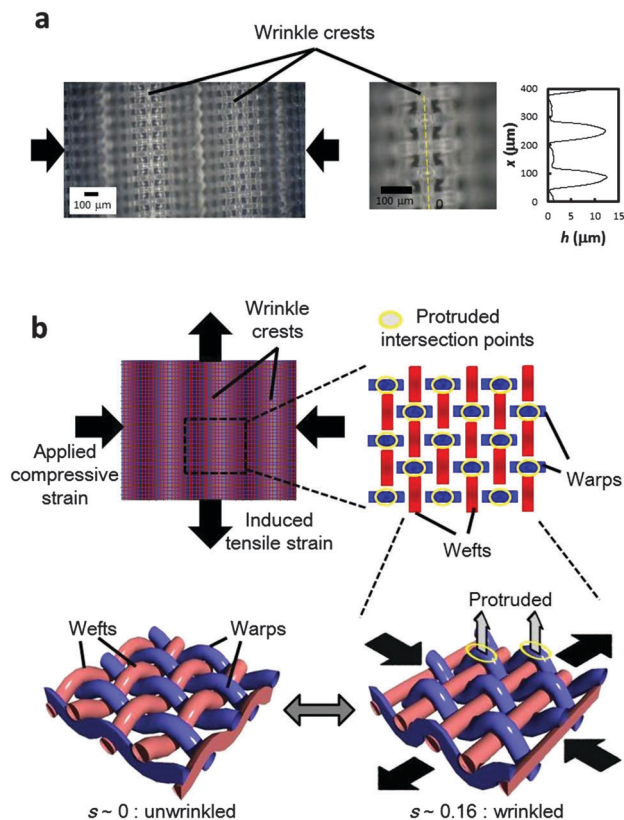 a
Wrinkle crests
100 μm
100 μm
0
400
300
200
100
0
x (μm)
0
5
10
15
h (μm)
b
Wrinkle
crests
Protruded
intersection points
Applied
compressive
strain
Induced
tensile strain
Warps
Wefts
Protruded
Wefts
Warps
s ~ 0 : unwrinkled
s ~ 0.16 : wrinkled